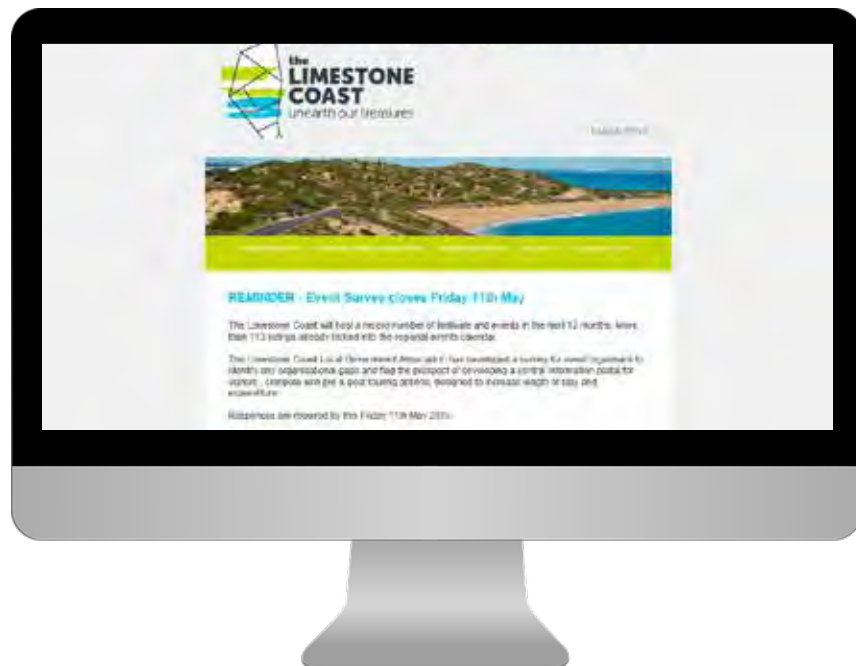 the
LIMESTONE
COAST
unearth our treasures
REMINDER - Event Survey closes Friday 11th May
The Limestone Coast will host a record number of festivals and events in the next 12 months. More
than 113 listings already locked into the regional events calendar.
The Limestone Coast Local Government Association has developed a survey for event organisers to
identify any organisational gaps and flag the prospect of developing a central information portal for
visitors, complete with pre & post touring options, designed to increase length of stay and
expenditure.
Responses are required by this Friday 11th May